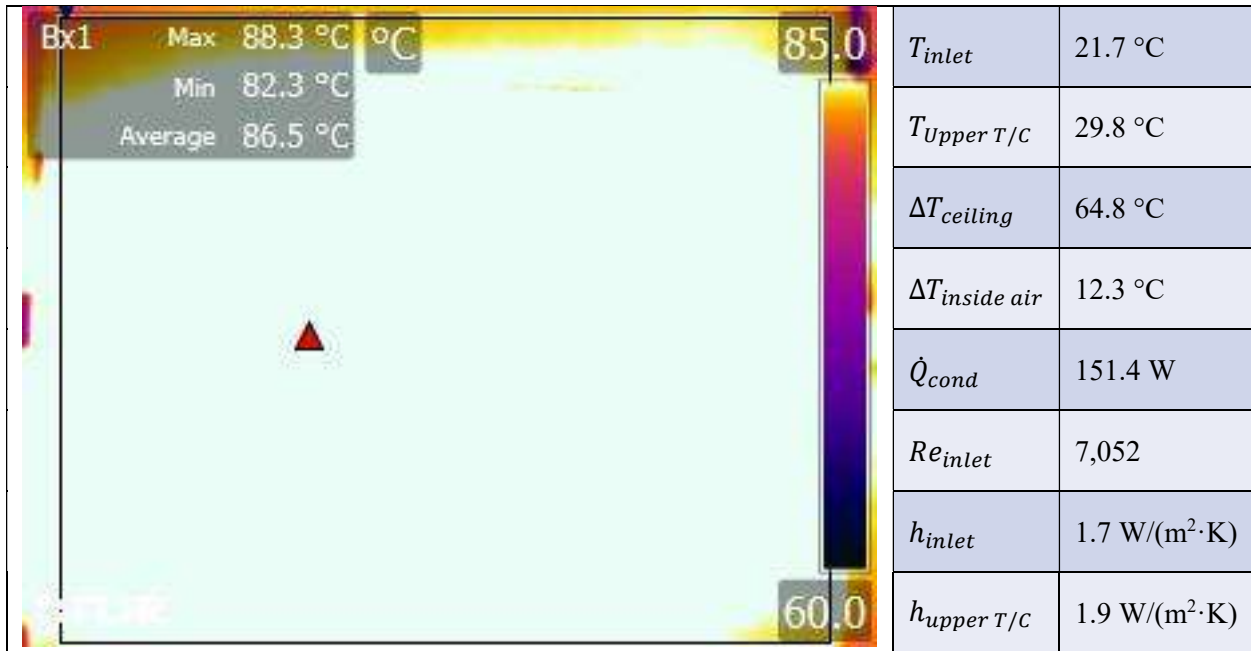 Bx1 Max 88.3 °C °C 85.0
Min 82.3 °C
Average 86.5 °C
60.0
T_inlet 21.7 °C
T_Upper T/C 29.8 °C
ΔT_ceiling 64.8 °C
ΔT_inside air 12.3 °C
Q̇_cond 151.4 W
Re_inlet 7,052
h_inlet 1.7 W/(m²·K)
h_upper T/C 1.9 W/(m²·K)